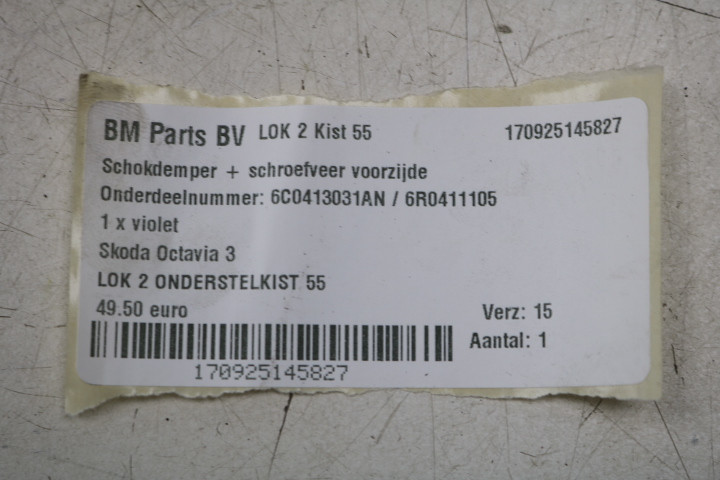 BM Parts BV LOK 2 Kist 55 170925145827
Schokdemper + schroefveer voorzijde
Onderdeelnummer: 6C0413031AN / 6R0411105
1 x violet
Skoda Octavia 3
LOK 2 ONDERSTELKIST 55
49.50 euro Verz: 15
Aantal: 1
170925145827